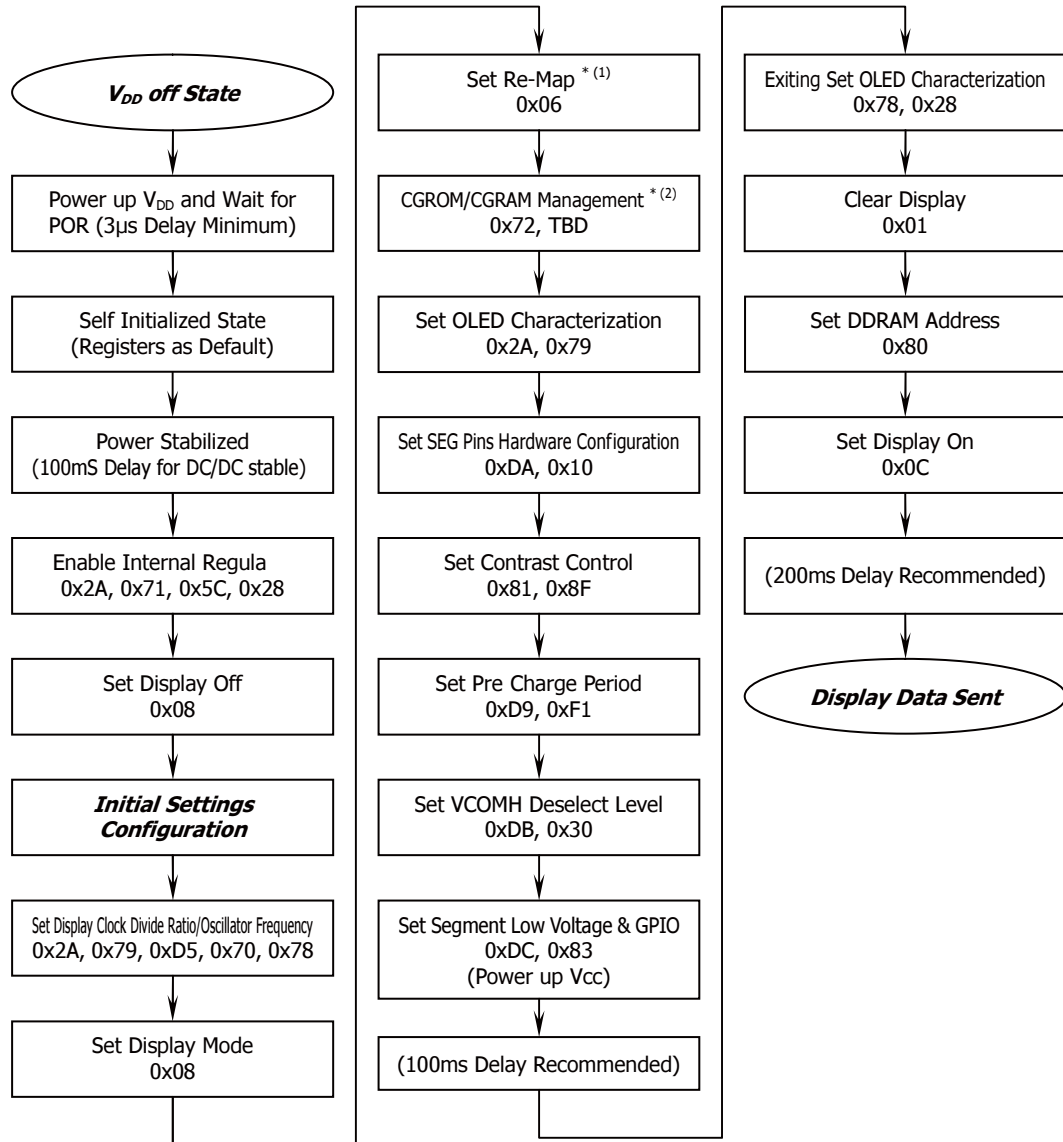 V_DD off State
Power up V_DD and Wait for
POR (3μs Delay Minimum)
Self Initialized State
(Registers as Default)
Power Stabilized
(100mS Delay for DC/DC stable)
Enable Internal Regula
0x2A, 0x71, 0x5C, 0x28
Set Display Off
0x08
Initial Settings
Configuration
Set Display Clock Divide Ratio/Oscillator Frequency
0x2A, 0x79, 0xD5, 0x70, 0x78
Set Display Mode
0x08
Set Re-Map * (1)
0x06
CGROM/CGRAM Management * (2)
0x72, TBD
Set OLED Characterization
0x2A, 0x79
Set SEG Pins Hardware Configuration
0xDA, 0x10
Set Contrast Control
0x81, 0x8F
Set Pre Charge Period
0xD9, 0xF1
Set VCOMH Deselect Level
0xDB, 0x30
Set Segment Low Voltage & GPIO
0xDC, 0x83
(Power up Vcc)
(100ms Delay Recommended)
Exiting Set OLED Characterization
0x78, 0x28
Clear Display
0x01
Set DDRAM Address
0x80
Set Display On
0x0C
(200ms Delay Recommended)
Display Data Sent